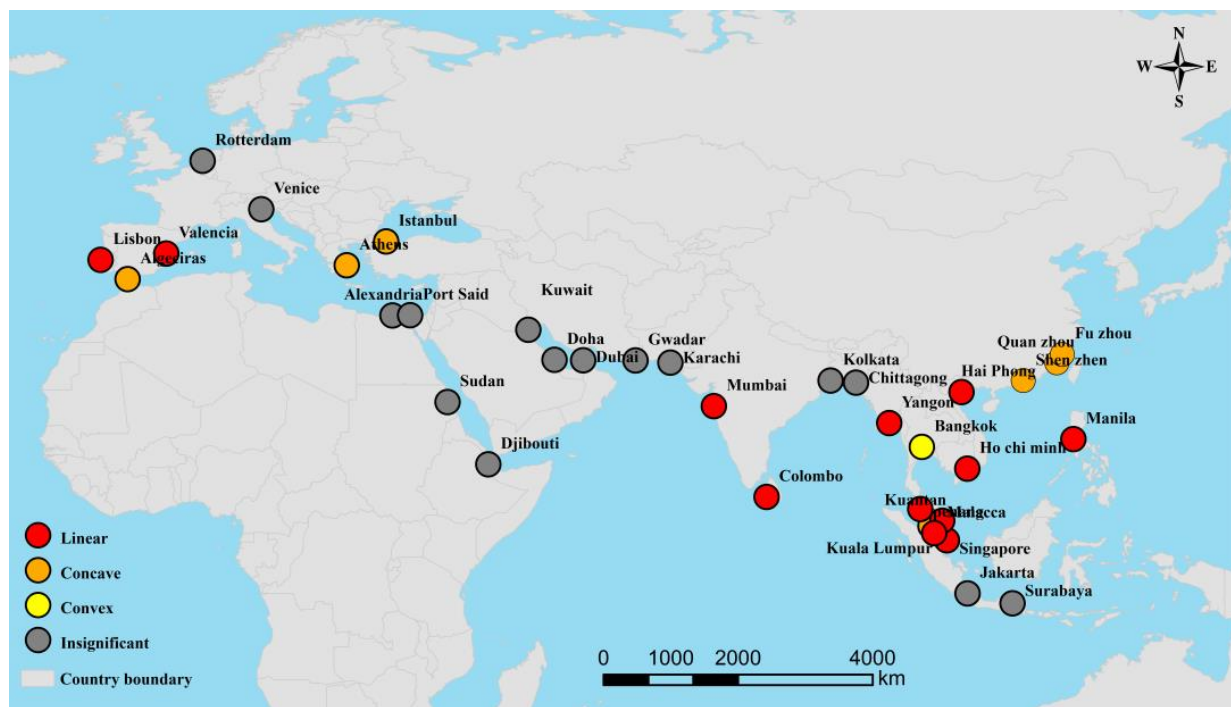 N
W E
S
Rotterdam
Venice
Istanbul
Lisbon
Valencia
Athens
Algeciras
Alexandria
Port Said
Kuwait
Doha
Dubai
Gwadar
Karachi
Kolkata
Chittagong
Fu zhou
Quan zhou
Shen zhen
Hai Phong
Sudan
Mumbai
Yangon
Bangkok
Manila
Djibouti
Ho chi minh
Colombo
Kuantan
Malacca
Kuala Lumpur
Singapore
Jakarta
Surabaya
Linear
Concave
Convex
Insignificant
Country boundary
0 1000 2000 4000
km